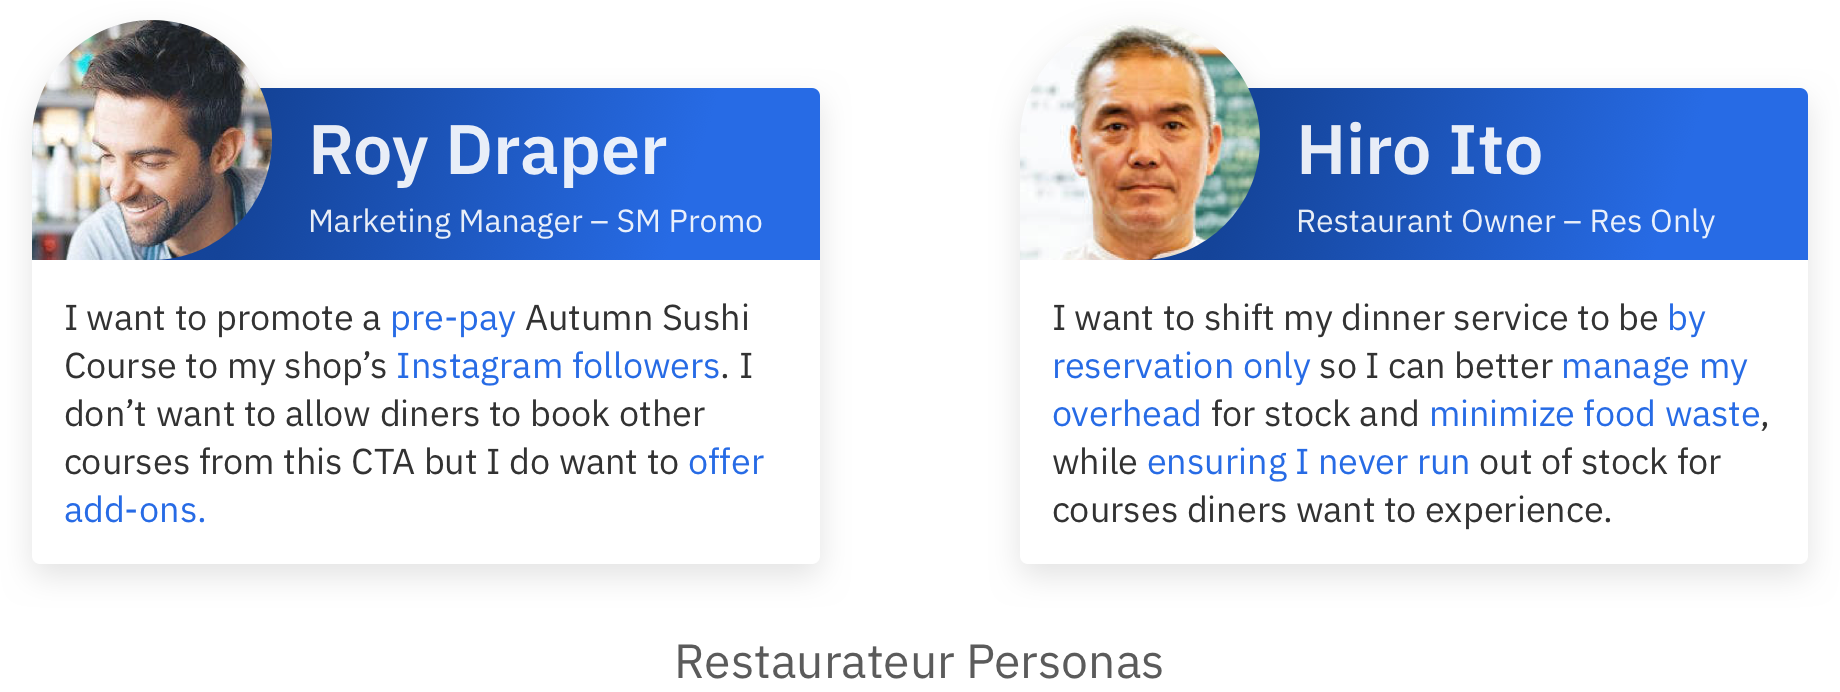 Roy Draper
Marketing Manager – SM Promo
I want to promote a pre-pay Autumn Sushi
Course to my shop’s Instagram followers. I
don’t want to allow diners to book other
courses from this CTA but I do want to offer
add-ons.
Hiro Ito
Restaurant Owner – Res Only
I want to shift my dinner service to be by
reservation only so I can better manage my
overhead for stock and minimize food waste,
while ensuring I never run out of stock for
courses diners want to experience.
Restaurateur Personas